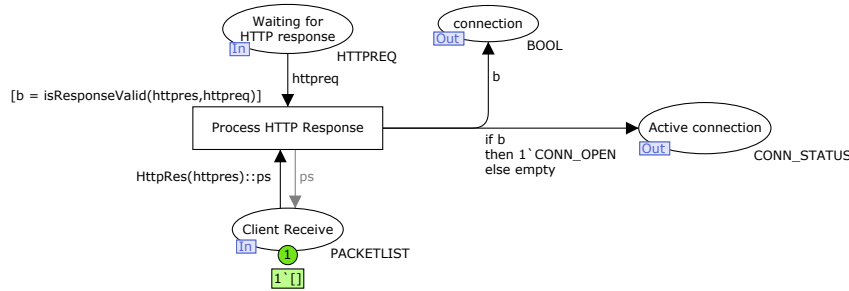 Waiting for
HTTP response
In
HTTPREQ
connection
Out
BOOL
httpreq
b
[b = isResponseValid(httpres,httpreq)]
Process HTTP Response
Active connection
Out
CONN_STATUS
if b
then 1`CONN_OPEN
else empty
HttpRes(httpres)::ps
ps
Client Receive
In
PACKETLIST
1
1`[]